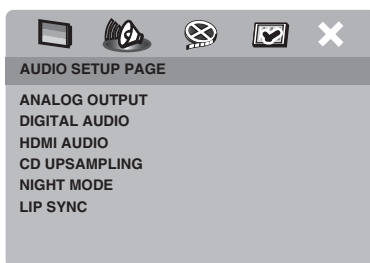 AUDIO SETUP PAGE
ANALOG OUTPUT
DIGITAL AUDIO
HDMI AUDIO
CD UPSAMPLING
NIGHT MODE
LIP SYNC